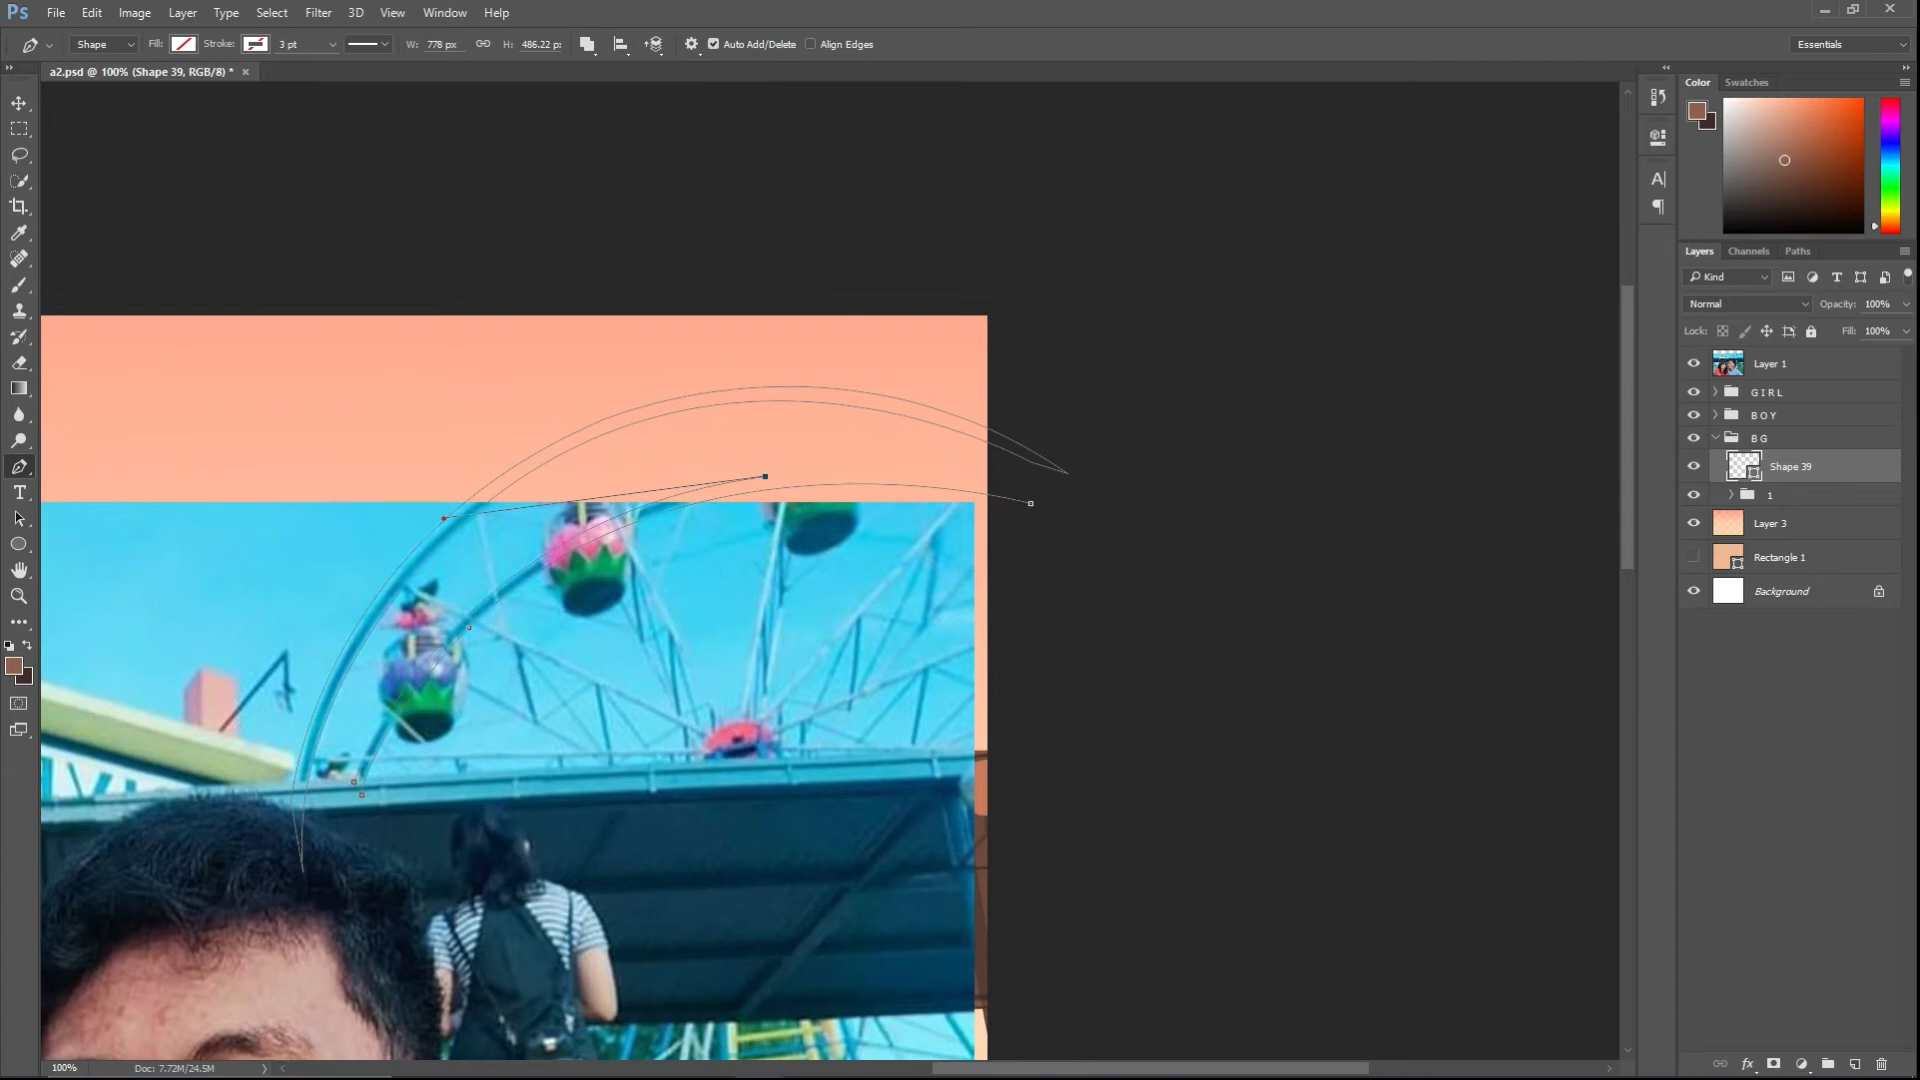 Ps File Edit Image Layer Type Select Filter 3D View Window Help
Shape Fill: Stroke: 3 pt W: 778 px H: 486.22 p: Auto Add/Delete Align Edges Essentials
a2.psd @ 100% (Shape 39, RGB/8) * ×
Color Swatches
Layers Channels Paths
Kind
Normal Opacity: 100%
Lock: Fill: 100%
Layer 1
G I R L
B O Y
B G
Shape 39
1
Layer 3
Rectangle 1
Background
100% Doc: 7.72M/24.5M